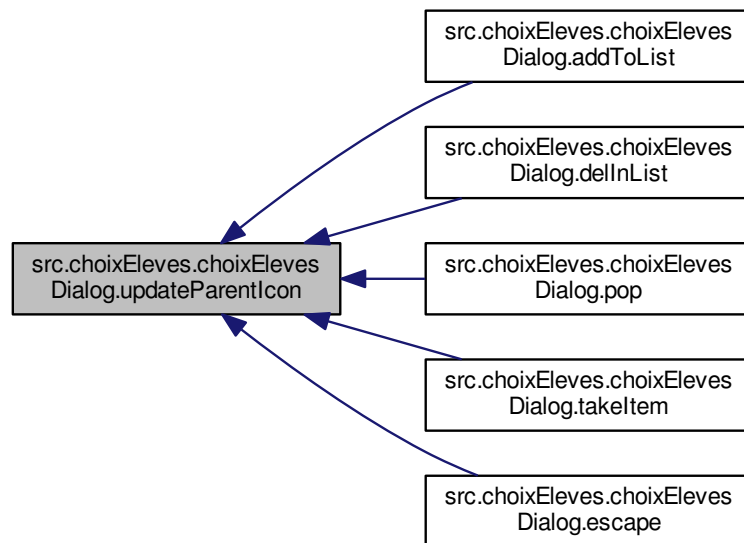 src.choixEleves.choixEleves
Dialog.addToList
src.choixEleves.choixEleves
Dialog.delInList
src.choixEleves.choixEleves
Dialog.updateParentIcon
src.choixEleves.choixEleves
Dialog.pop
src.choixEleves.choixEleves
Dialog.takeItem
src.choixEleves.choixEleves
Dialog.escape